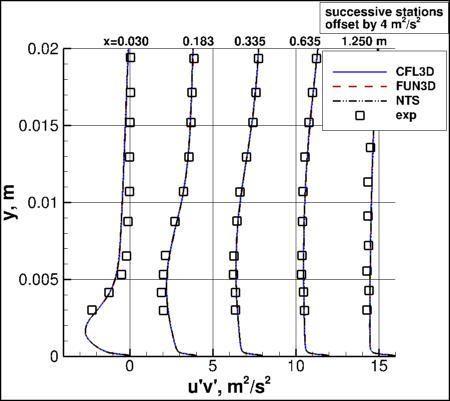 successive stations
offset by 4 m²/s²
x=0.030 0.183 0.335 0.635 1.250 m
CFL3D
FUN3D
NTS
exp
0.02
0.015
0.01
0.005
0
y, m
0 5 10 15
u'v', m²/s²